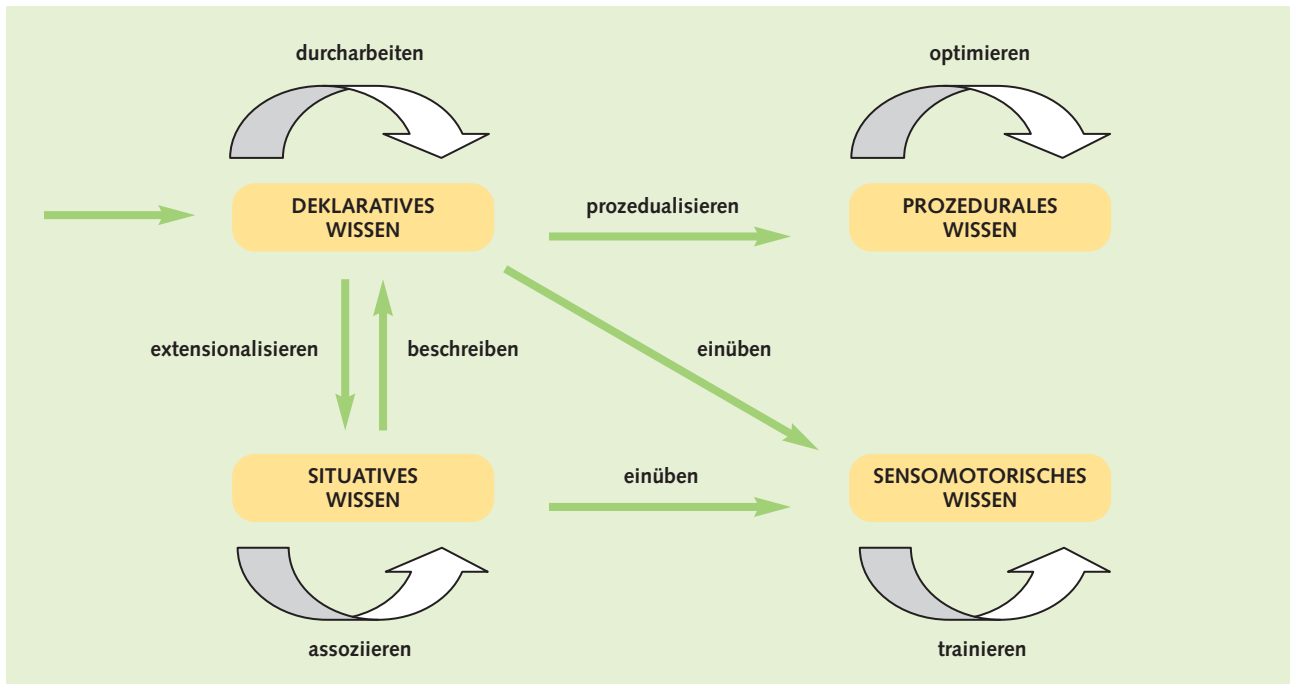 durcharbeiten
optimieren
DEKLARATIVES
WISSEN
prozedualisieren
PROZEDURALES
WISSEN
extensionalisieren
beschreiben
einüben
SITUATIVES
WISSEN
einüben
SENSOMOTORISCHES
WISSEN
assoziieren
trainieren